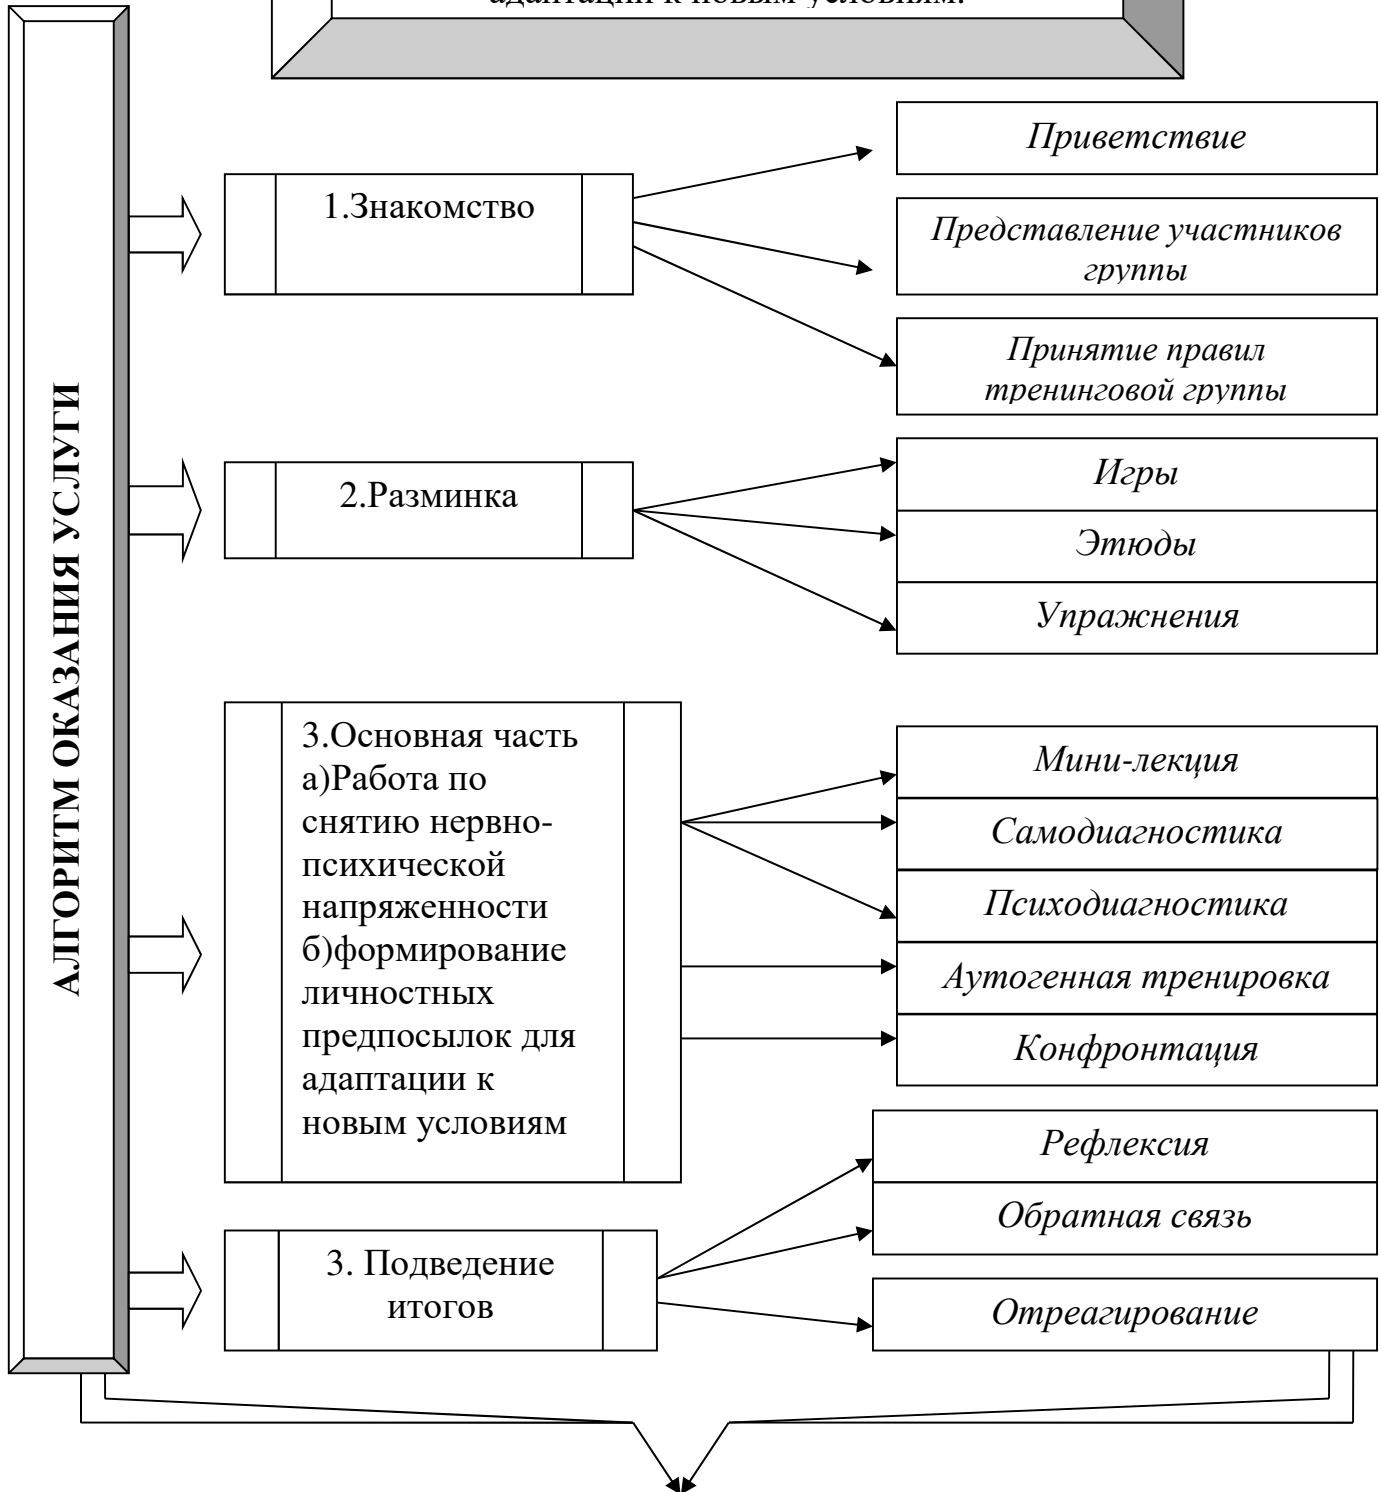 адаптации к новым условиям.
АЛГОРИТМ ОКАЗАНИЯ УСЛУГИ
1.Знакомство
Приветствие
Представление участников
группы
Принятие правил
тренинговой группы
2.Разминка
Игры
Этюды
Упражнения
3.Основная часть
а)Работа по
снятию нервно-
психической
напряженности
б)формирование
личностных
предпосылок для
адаптации к
новым условиям
Мини-лекция
Самодиагностика
Психодиагностика
Аутогенная тренировка
Конфронтация
3. Подведение
итогов
Рефлексия
Обратная связь
Отреагирование